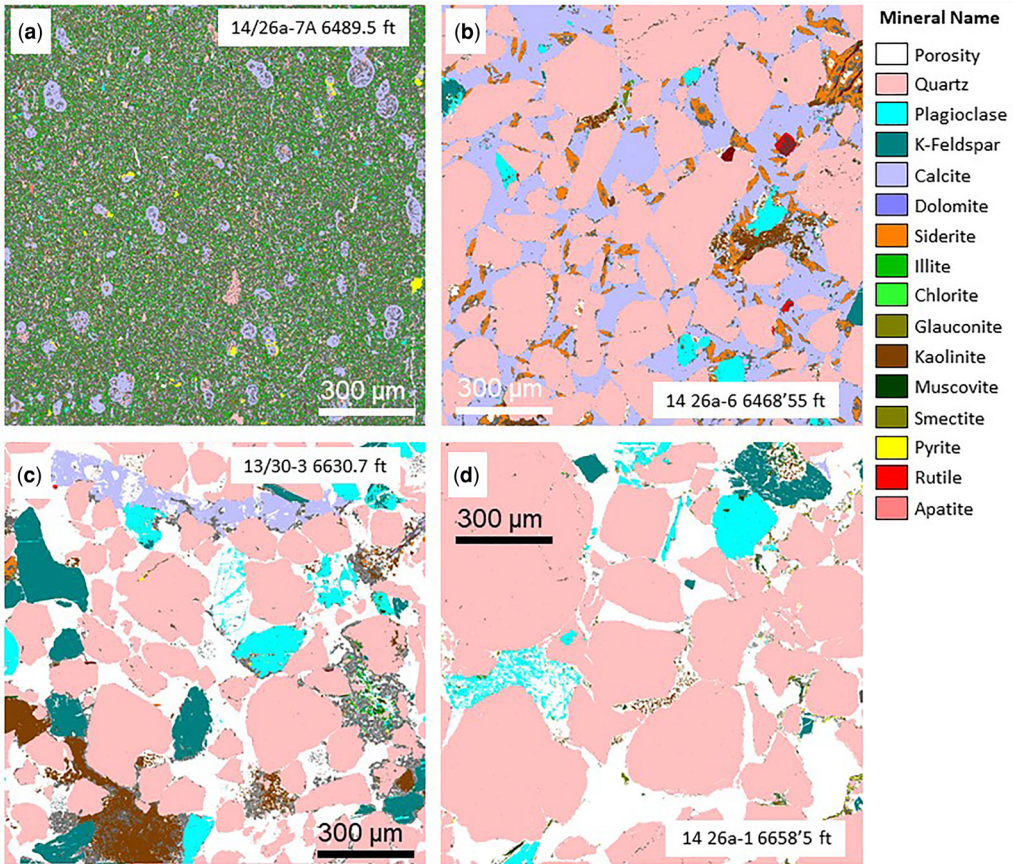 (a)
14/26a-7A 6489.5 ft
300 µm
(b)
300 µm
14 26a-6 6468’55 ft
(c)
13/30-3 6630.7 ft
300 µm
(d)
300 µm
14 26a-1 6658’5 ft
Mineral Name
Porosity
Quartz
Plagioclase
K-Feldspar
Calcite
Dolomite
Siderite
Illite
Chlorite
Glauconite
Kaolinite
Muscovite
Smectite
Pyrite
Rutile
Apatite